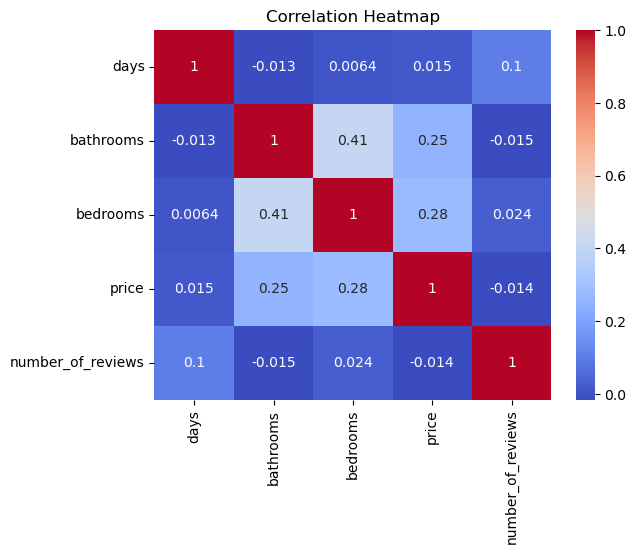 Correlation Heatmap
days 1 -0.013 0.0064 0.015 0.1
bathrooms -0.013 1 0.41 0.25 -0.015
bedrooms 0.0064 0.41 1 0.28 0.024
price 0.015 0.25 0.28 1 -0.014
number_of_reviews 0.1 -0.015 0.024 -0.014 1
days bathrooms bedrooms price number_of_reviews
1.0
0.8
0.6
0.4
0.2
0.0